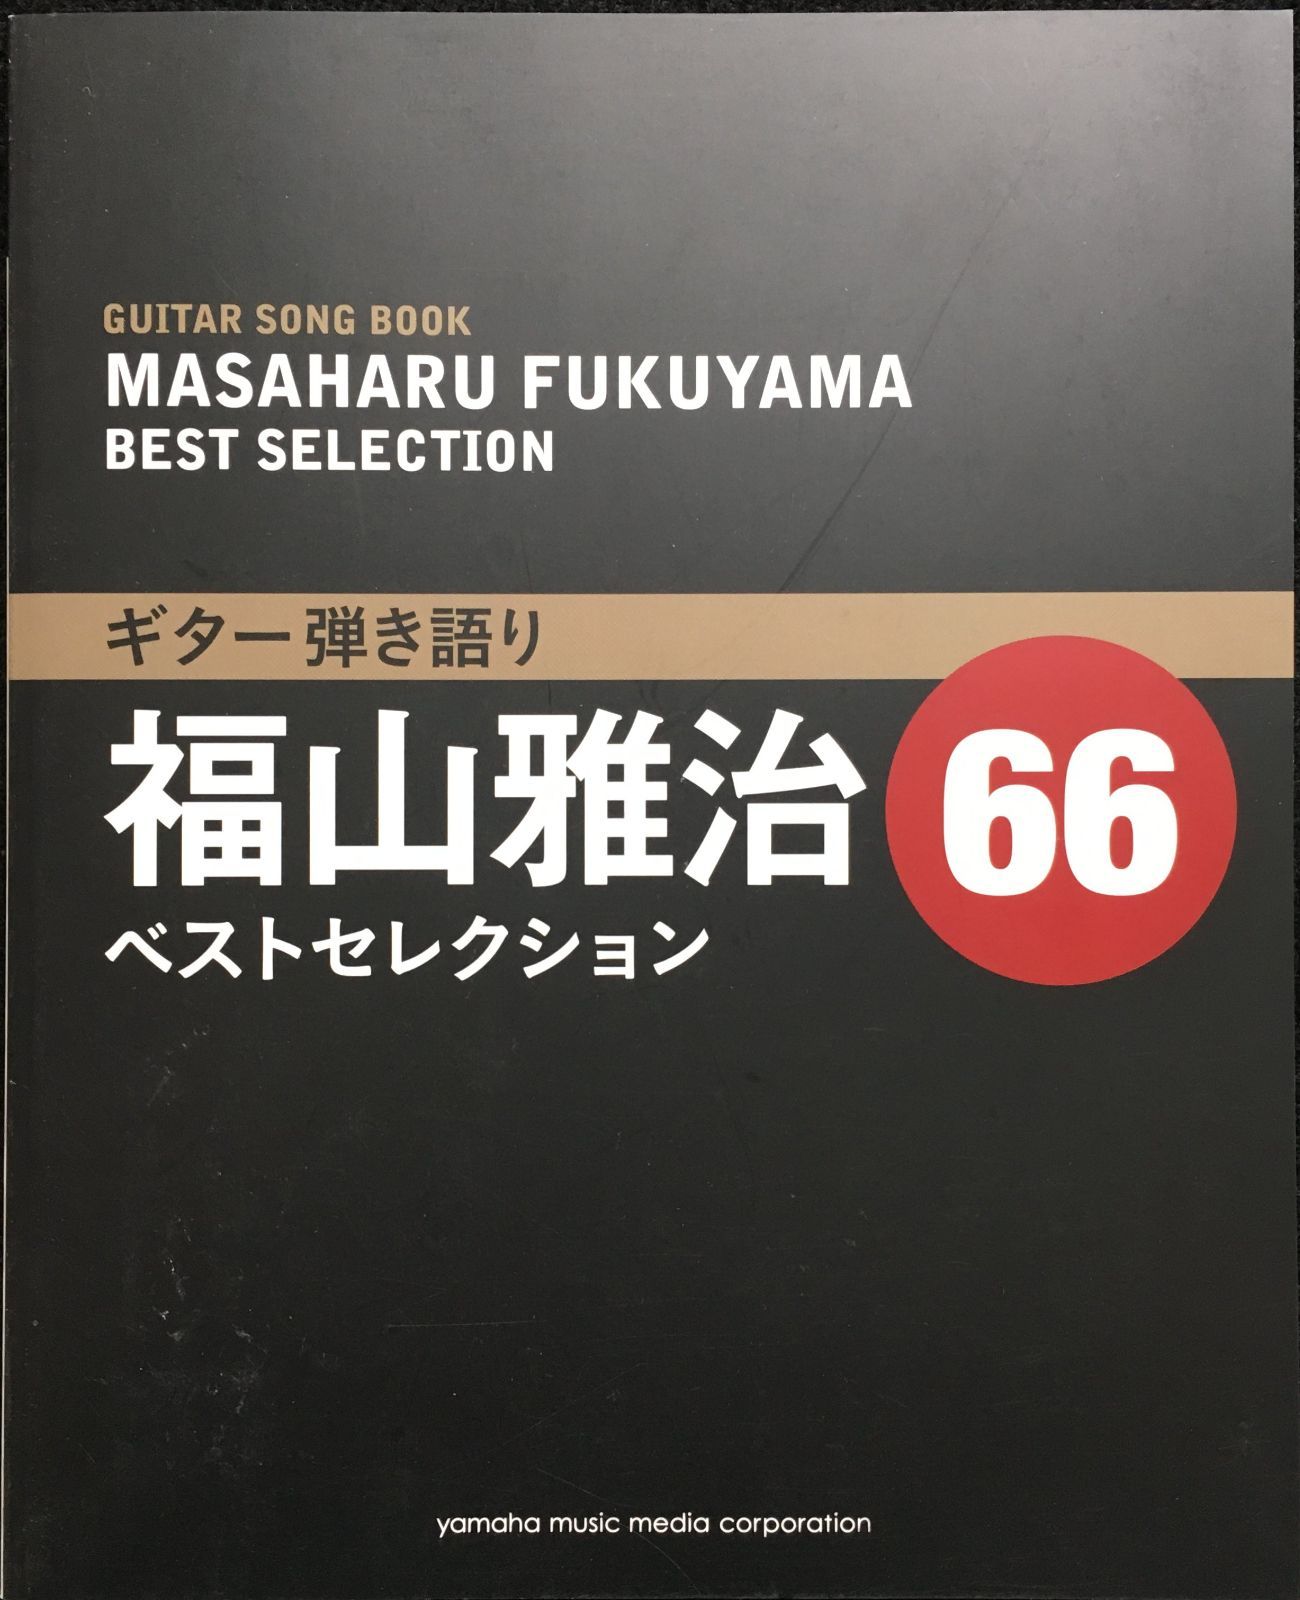 GUITAR SONG BOOK
MASAHARU FUKUYAMA
BEST SELECTION
ギター弾き語り
福山雅治
66
ベストセレクション
yamaha music media corporation